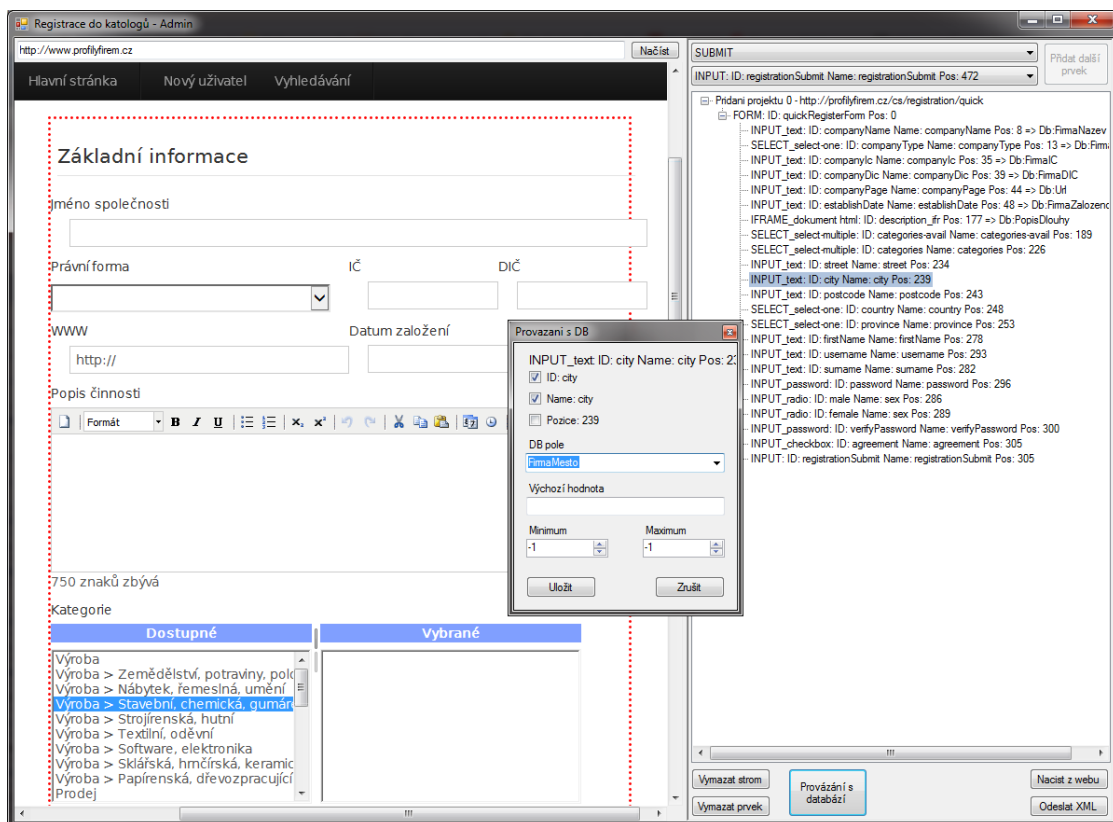 Registrace do katologů - Admin
http://www.profilyfirem.cz
Načíst
Hlavní stránka Nový uživatel Vyhledávání
Základní informace
Jméno společnosti
Právní forma IČ DIČ
WWW Datum založení
http://
Popis činnosti
Formát B I U
750 znaků zbývá
Kategorie
Dostupné Vybrané
Výroba
Výroba > Zemědělství, potraviny, polo
Výroba > Nábytek, řemeslná, umění
Výroba > Stavební, chemická, gumár
Výroba > Strojírenská, hutní
Výroba > Textilní, oděvní
Výroba > Software, elektronika
Výroba > Sklářská, hrnčířská, keramic
Výroba > Papírenská, dřevozpracující
Prodej
Provazani s DB
INPUT_text ID: city Name: city Pos: 23
ID: city
Name: city
Pozice: 239
DB pole
FirmaMesto
Výchozí hodnota
Minimum Maximum
-1 -1
Uložit Zrušit
SUBMIT
Přidat další
prvek
INPUT: ID: registrationSubmit Name: registrationSubmit Pos: 472
Pridani projektu 0 - http://profilyfirem.cz/cs/registration/quick
FORM: ID: quickRegisterForm Pos: 0
INPUT_text: ID: companyName Name: companyName Pos: 8 => Db:FirmaNazev
SELECT_select-one: ID: companyType Name: companyType Pos: 13 => Db:Firma
INPUT_text: ID: companyIc Name: companyIc Pos: 35 => Db:FirmaIC
INPUT_text: ID: companyDic Name: companyDic Pos: 39 => Db:FirmaDIC
INPUT_text: ID: companyPage Name: companyPage Pos: 44 => Db:Url
INPUT_text: ID: establishDate Name: establishDate Pos: 48 => Db:FirmaZalozeno
IFRAME_dokument html: ID: description_ifr Pos: 177 => Db:PopisDlouhy
SELECT_select-multiple: ID: categories-avail Name: categories-avail Pos: 189
SELECT_select-multiple: ID: categories Name: categories Pos: 226
INPUT_text: ID: street Name: street Pos: 234
INPUT_text: ID: city Name: city Pos: 239
INPUT_text: ID: postcode Name: postcode Pos: 243
SELECT_select-one: ID: country Name: country Pos: 248
SELECT_select-one: ID: province Name: province Pos: 253
INPUT_text: ID: firstName Name: firstName Pos: 278
INPUT_text: ID: username Name: username Pos: 293
INPUT_text: ID: surname Name: surname Pos: 282
INPUT_password: ID: password Name: password Pos: 296
INPUT_radio: ID: male Name: sex Pos: 286
INPUT_radio: ID: female Name: sex Pos: 289
INPUT_password: ID: verifyPassword Name: verifyPassword Pos: 300
INPUT_checkbox: ID: agreement Name: agreement Pos: 305
INPUT: ID: registrationSubmit Name: registrationSubmit Pos: 305
Vymazat strom
Vymazat prvek
Provázání s
databází
Nacist z webu
Odeslat XML